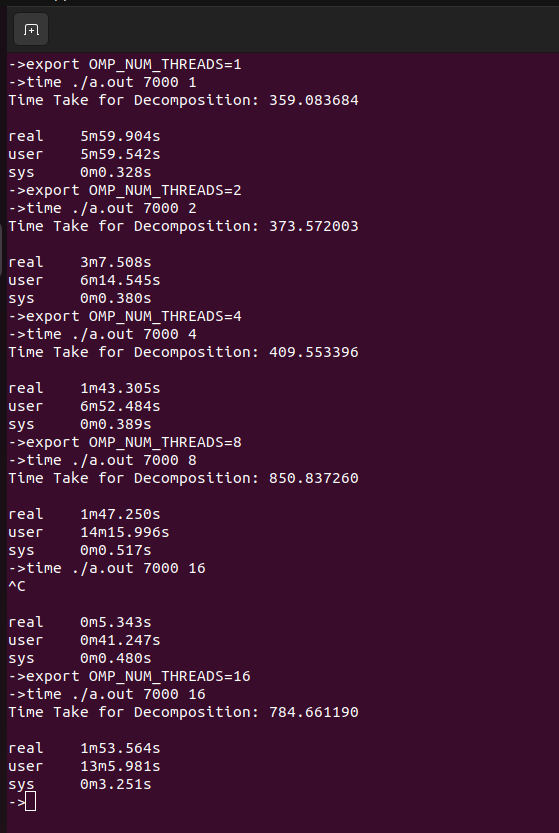 ->export OMP_NUM_THREADS=1
->time ./a.out 7000 1
Time Take for Decomposition: 359.083684
real 5m59.904s
user 5m59.542s
sys 0m0.328s
->export OMP_NUM_THREADS=2
->time ./a.out 7000 2
Time Take for Decomposition: 373.572003
real 3m7.508s
user 6m14.545s
sys 0m0.380s
->export OMP_NUM_THREADS=4
->time ./a.out 7000 4
Time Take for Decomposition: 409.553396
real 1m43.305s
user 6m52.484s
sys 0m0.389s
->export OMP_NUM_THREADS=8
->time ./a.out 7000 8
Time Take for Decomposition: 850.837260
real 1m47.250s
user 14m15.996s
sys 0m0.517s
->time ./a.out 7000 16
^C
real 0m5.343s
user 0m41.247s
sys 0m0.480s
->export OMP_NUM_THREADS=16
->time ./a.out 7000 16
Time Take for Decomposition: 784.661190
real 1m53.564s
user 13m5.981s
sys 0m3.251s
->